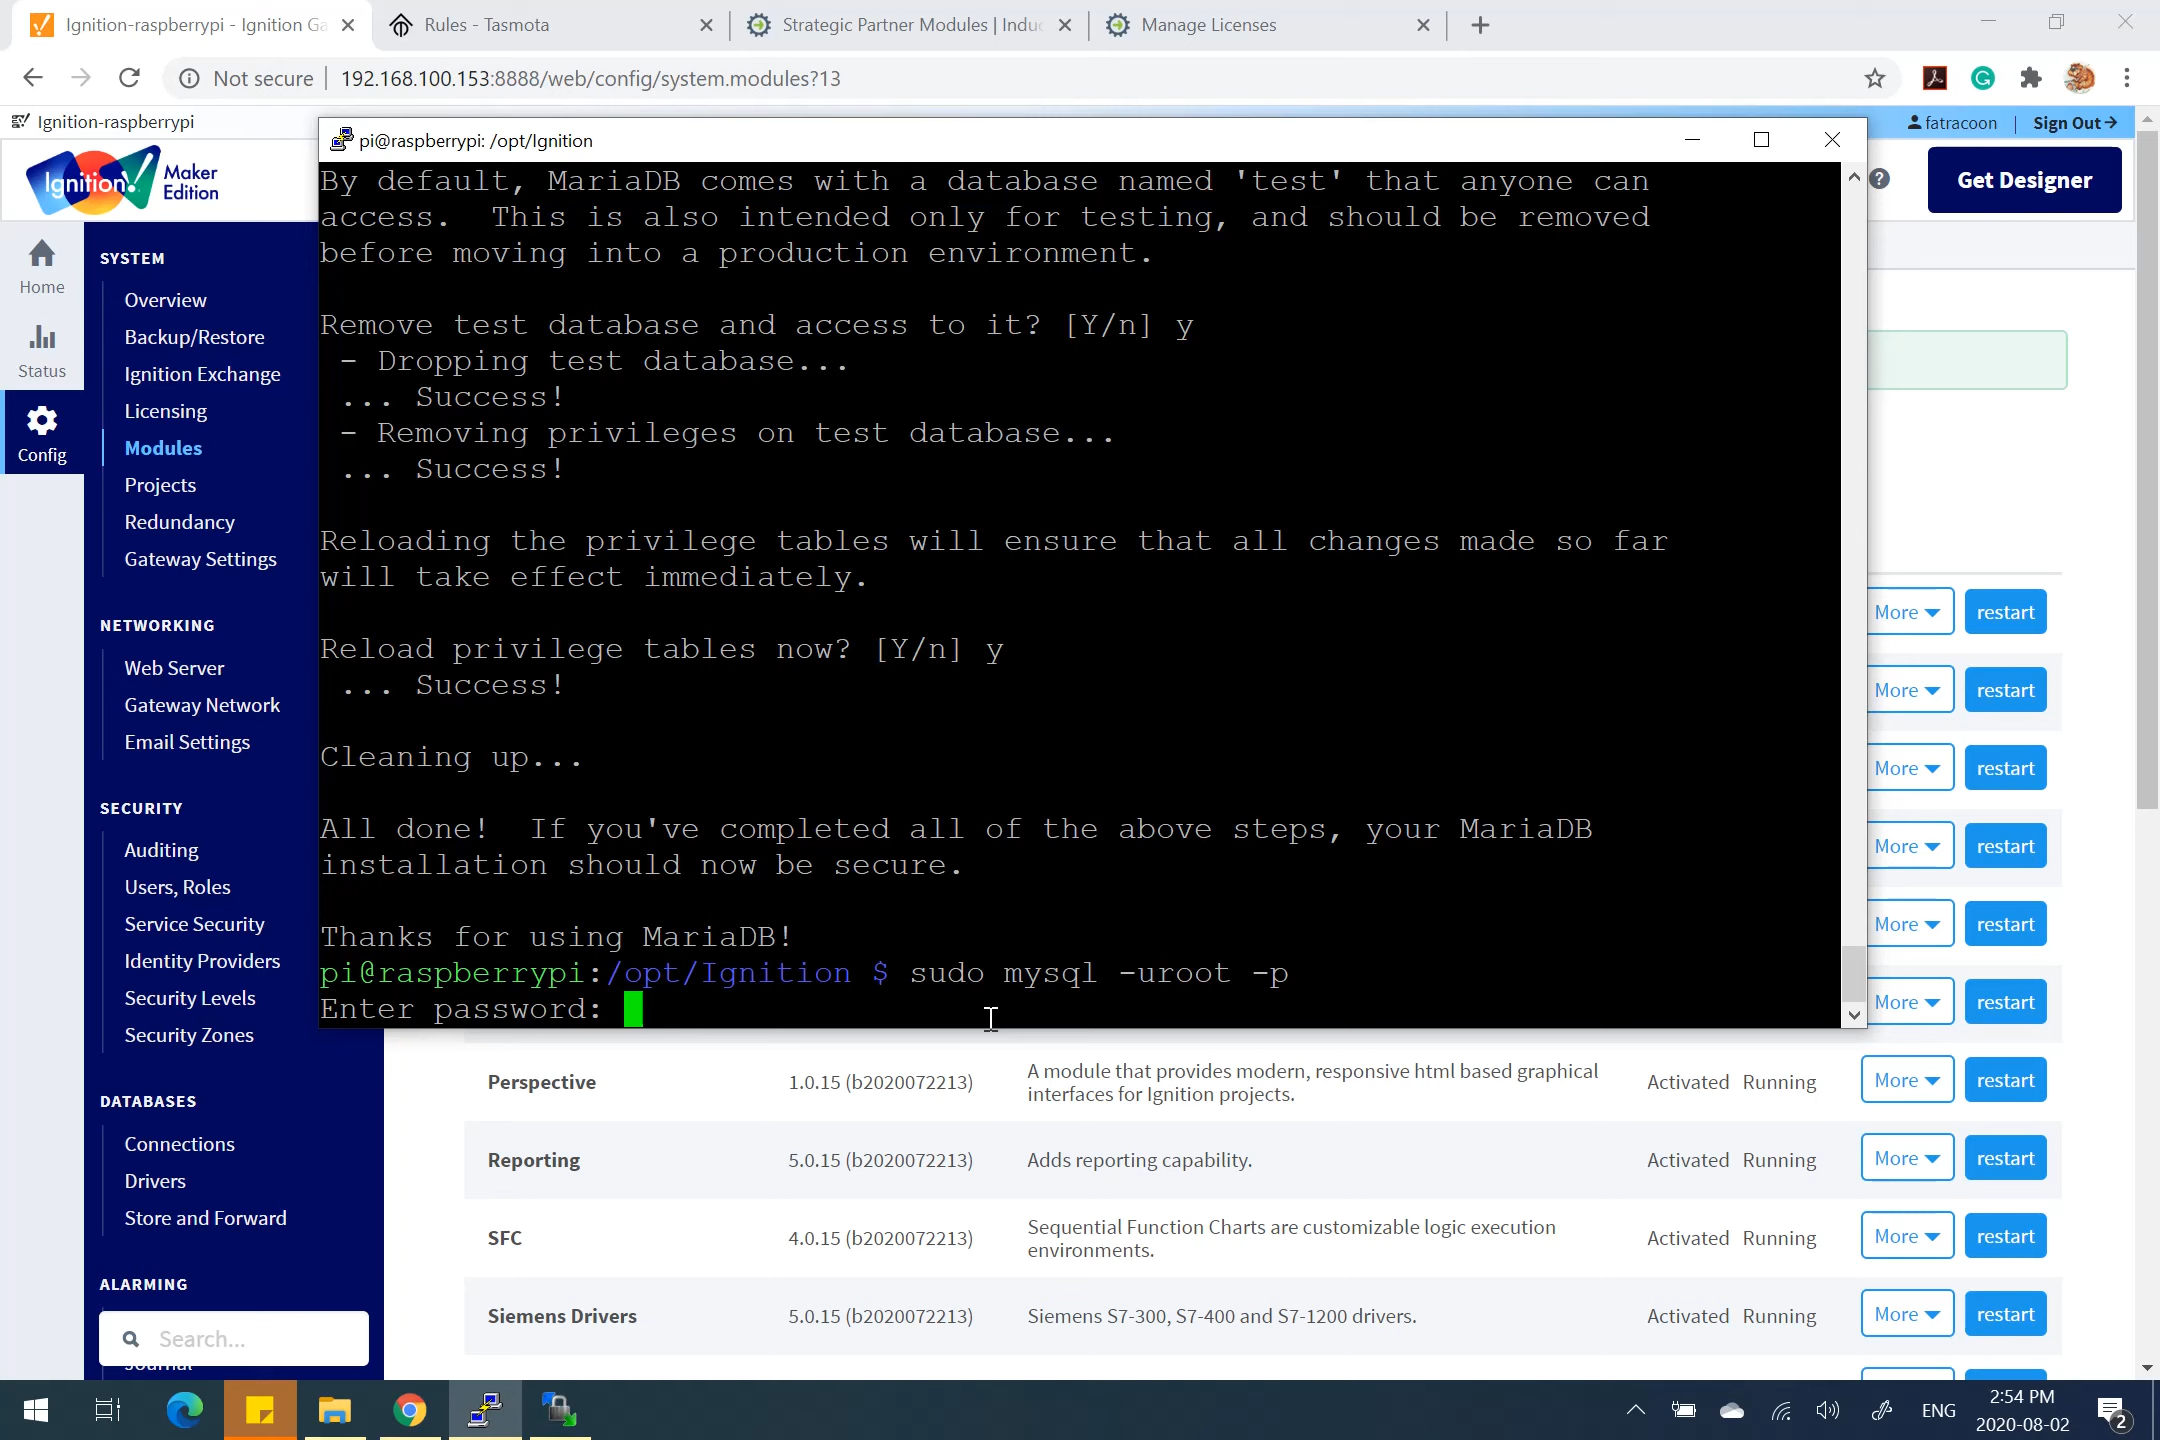 Ignition-raspberrypi - Ignition Ga
Rules - Tasmota
Strategic Partner Modules | Induc
Manage Licenses
Not secure
192.168.100.153:8888/web/config/system.modules?13
Ignition-raspberrypi
fatracoon
Sign Out
Ignition!
Maker
Edition
Get Designer
Home
Status
Config
SYSTEM
Overview
Backup/Restore
Ignition Exchange
Licensing
Modules
Projects
Redundancy
Gateway Settings
NETWORKING
Web Server
Gateway Network
Email Settings
SECURITY
Auditing
Users, Roles
Service Security
Identity Providers
Security Levels
Security Zones
DATABASES
Connections
Drivers
Store and Forward
ALARMING
Search...
pi@raspberrypi: /opt/Ignition
By default, MariaDB comes with a database named 'test' that anyone can
access.  This is also intended only for testing, and should be removed
before moving into a production environment.
Remove test database and access to it? [Y/n] y
- Dropping test database...
... Success!
- Removing privileges on test database...
... Success!
Reloading the privilege tables will ensure that all changes made so far
will take effect immediately.
Reload privilege tables now? [Y/n] y
... Success!
Cleaning up...
All done!  If you've completed all of the above steps, your MariaDB
installation should now be secure.
Thanks for using MariaDB!
pi@raspberrypi:/opt/Ignition $ sudo mysql -uroot -p
Enter password:
More restart
More restart
More restart
More restart
More restart
More restart
Perspective 1.0.15 (b2020072213) A module that provides modern, responsive html based graphical
interfaces for Ignition projects. Activated Running More restart
Reporting 5.0.15 (b2020072213) Adds reporting capability. Activated Running More restart
SFC 4.0.15 (b2020072213) Sequential Function Charts are customizable logic execution
environments. Activated Running More restart
Siemens Drivers 5.0.15 (b2020072213) Siemens S7-300, S7-400 and S7-1200 drivers. Activated Running More restart
ENG
2:54 PM
2020-08-02
2